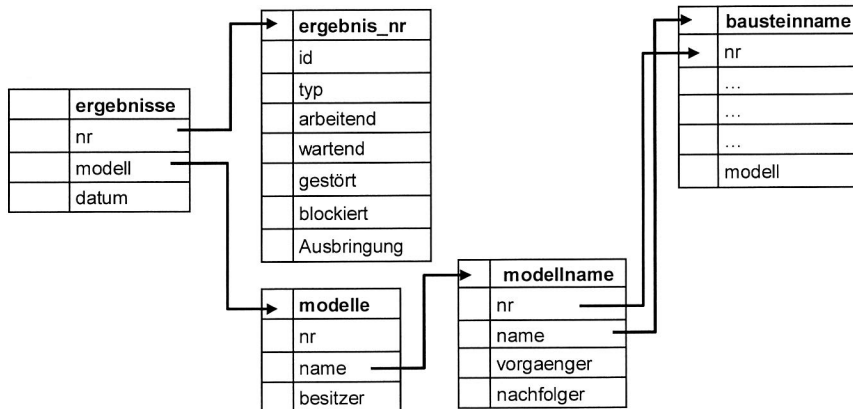 ergebnisse
nr
modell
datum
ergebnis_nr
id
typ
arbeitend
wartend
gestört
blockiert
Ausbringung
modelle
nr
name
besitzer
modellname
nr
name
vorgaenger
nachfolger
bausteinname
nr
...
...
...
modell